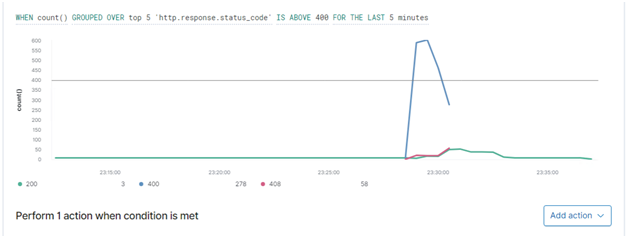 WHEN count() GROUPED OVER top 5 'http.response.status_code' IS ABOVE 400 FOR THE LAST 5 minutes
600
550
500
450
400
350
300
250
200
150
100
50
0
count()
23:15:00 23:20:00 23:25:00 23:30:00 23:35:00
200 3 400 278 408 58
Perform 1 action when condition is met
Add action